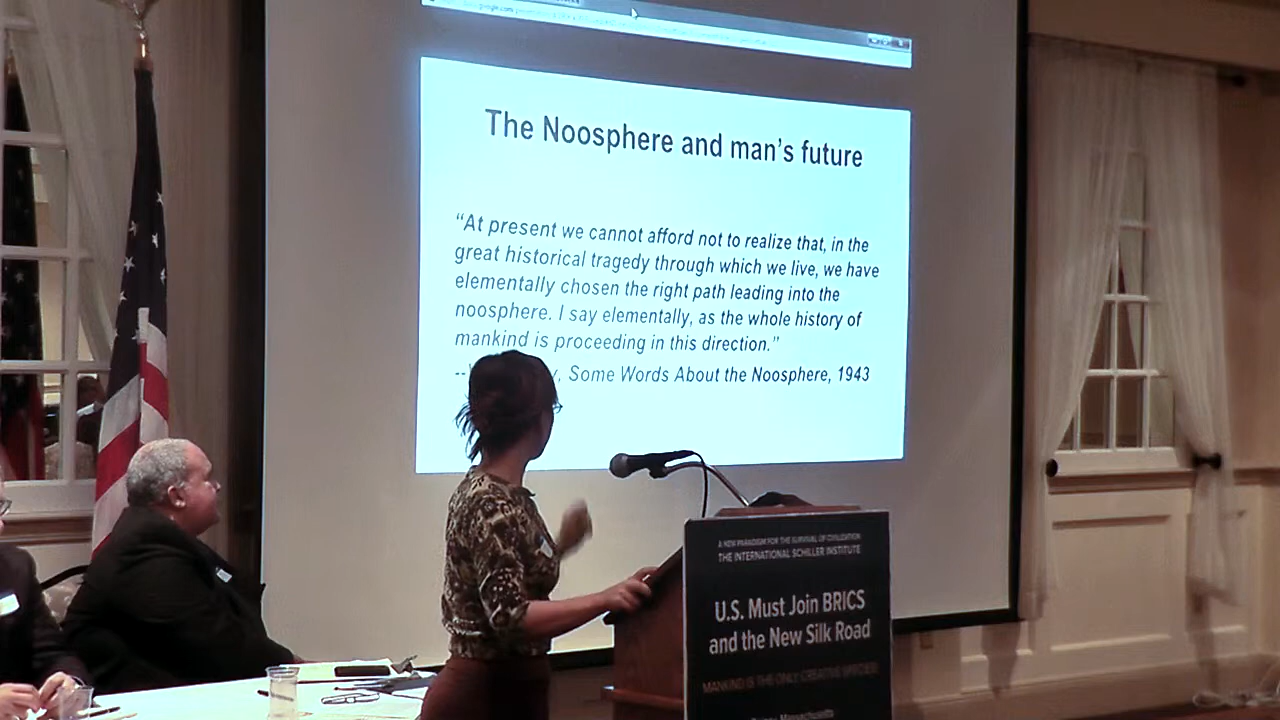 The Noosphere and man's future
“At present we cannot afford not to realize that, in the
great historical tragedy through which we live, we have
elementally chosen the right path leading into the
noosphere. I say elementally, as the whole history of
mankind is proceeding in this direction.”
Some Words About the Noosphere, 1943
A NEW PARADIGM FOR THE SURVIVAL OF CIVILIZATION
THE INTERNATIONAL SCHILLER INSTITUTE
U.S. Must Join BRICS
and the New Silk Road
MANKIND IS THE ONLY CREATIVE SPECIES!